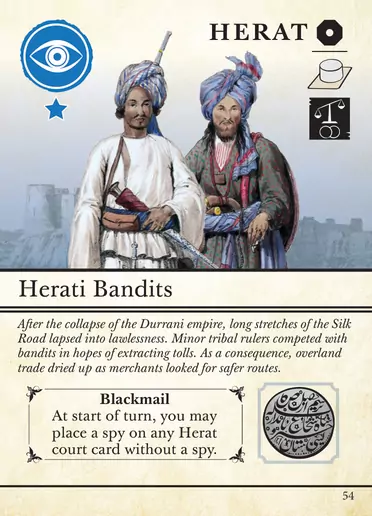 HERAT
Herati Bandits
After the collapse of the Durrani empire, long stretches of the Silk
Road lapsed into lawlessness. Minor tribal rulers competed with
bandits in hopes of extracting tolls. As a consequence, overland
trade dried up as merchants looked for safer routes.
Blackmail
At start of turn, you may
place a spy on any Herat
court card without a spy.
54